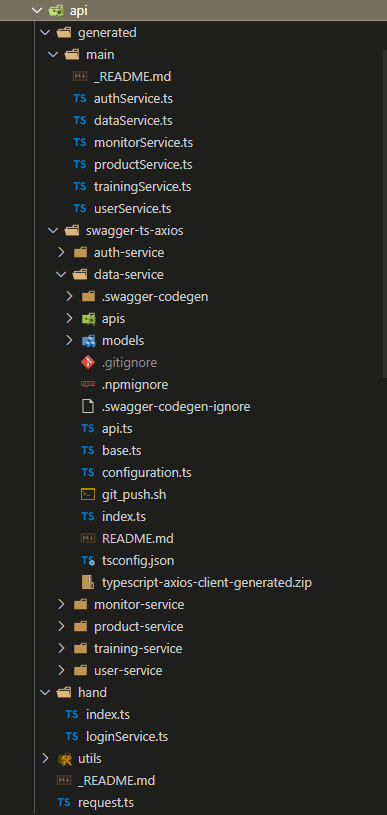 api
generated
main
_README.md
TS authService.ts
TS dataService.ts
TS monitorService.ts
TS productService.ts
TS trainingService.ts
TS userService.ts
swagger-ts-axios
auth-service
data-service
.swagger-codegen
apis
models
.gitignore
.npmignore
.swagger-codegen-ignore
TS api.ts
TS base.ts
TS configuration.ts
git_push.sh
TS index.ts
README.md
TS tsconfig.json
typescript-axios-client-generated.zip
monitor-service
product-service
training-service
user-service
hand
TS index.ts
TS loginService.ts
utils
_README.md
TS request.ts